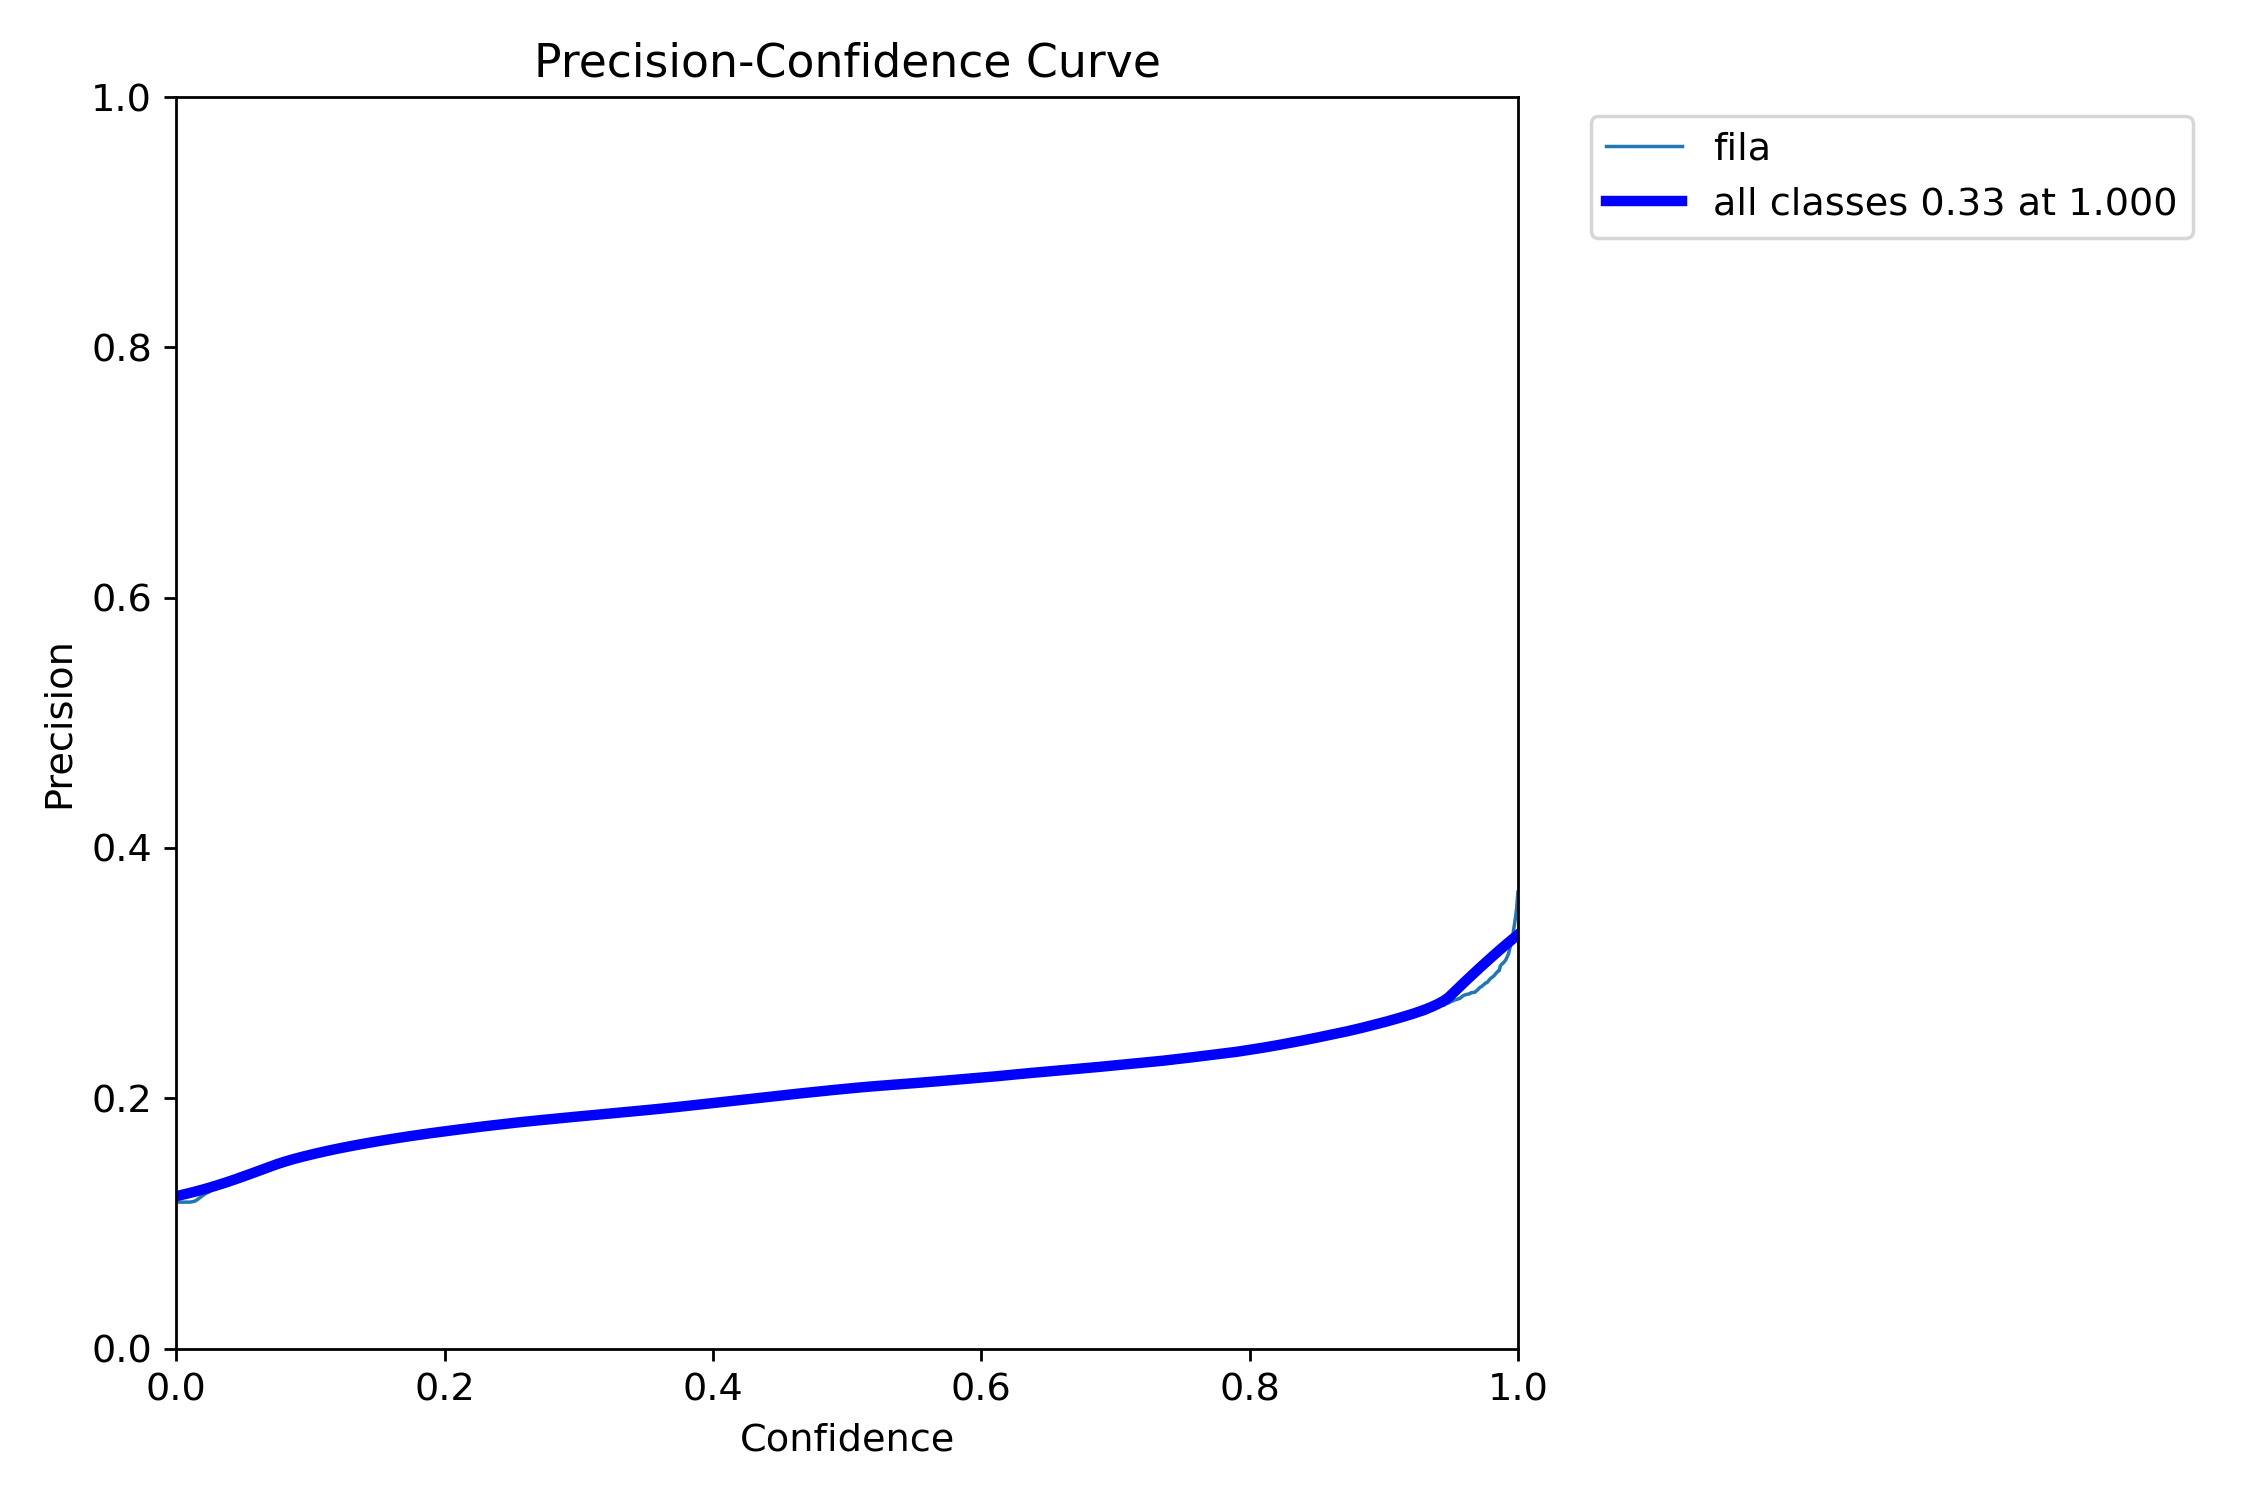 Precision-Confidence Curve
1.0
0.8
0.6
0.4
0.2
0.0
Precision
0.0 0.2 0.4 0.6 0.8 1.0
Confidence
fila
all classes 0.33 at 1.000